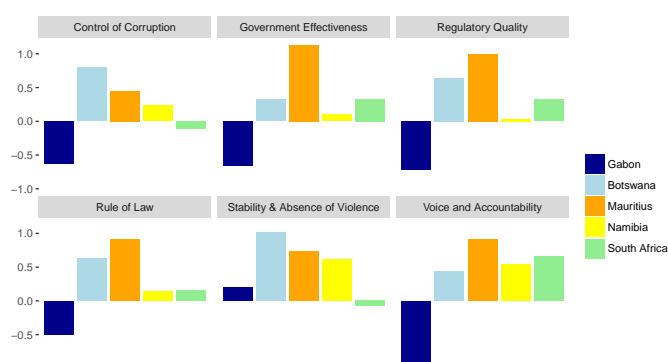 Control of Corruption
Government Effectiveness
Regulatory Quality
1.0
0.5
0.0
−0.5
−1.0
Rule of Law
Stability & Absence of Violence
Voice and Accountability
1.0
0.5
0.0
−0.5
Gabon
Botswana
Mauritius
Namibia
South Africa